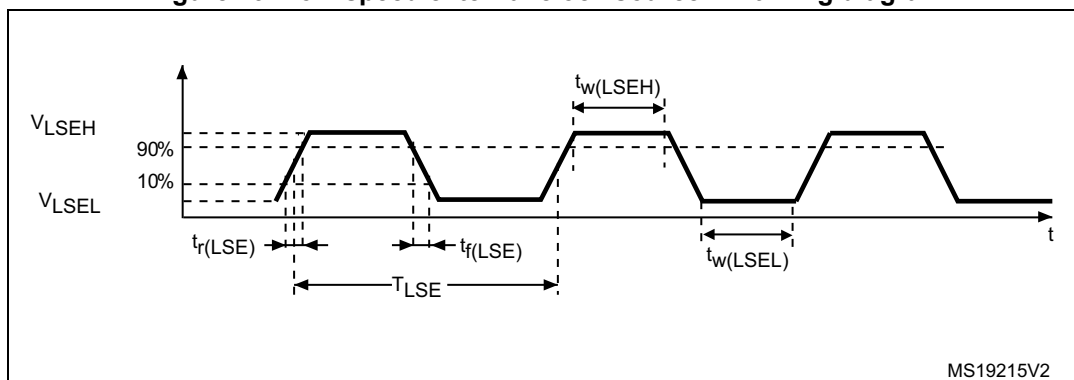 tw(LSEH)
VLSEH
90%
10%
VLSEL
tr(LSE)
tf(LSE)
t
tw(LSEL)
TLSE
MS19215V2